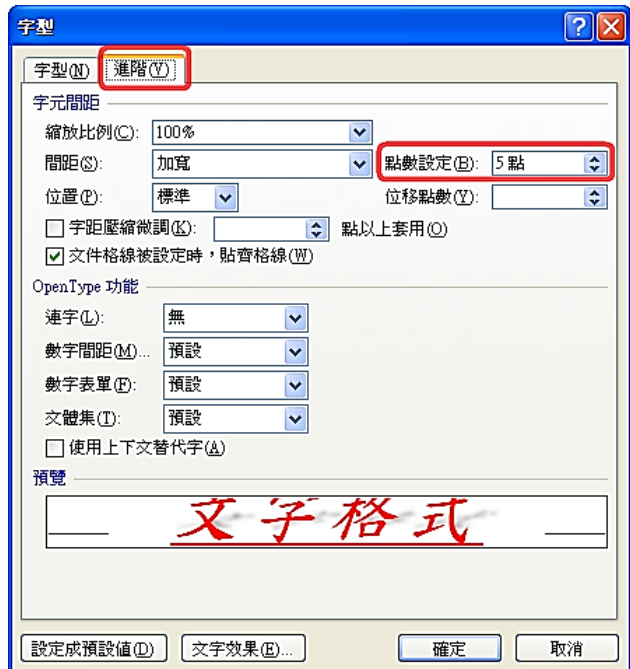 字型
字型(N) 進階(V)
字元間距
縮放比例(C): 100%
間距(S): 加寬 點數設定(B): 5 點
位置(P): 標準 位移點數(Y):
字距壓縮微調(K): 點以上套用(O)
文件格線被設定時，貼齊格線(W)
OpenType 功能
連字(L): 無
數字間距(M)... 預設
數字表單(F): 預設
文體集(T): 預設
使用上下文替代字(A)
預覽
文字格式
設定成預設值(D) 文字效果(E)... 確定 取消